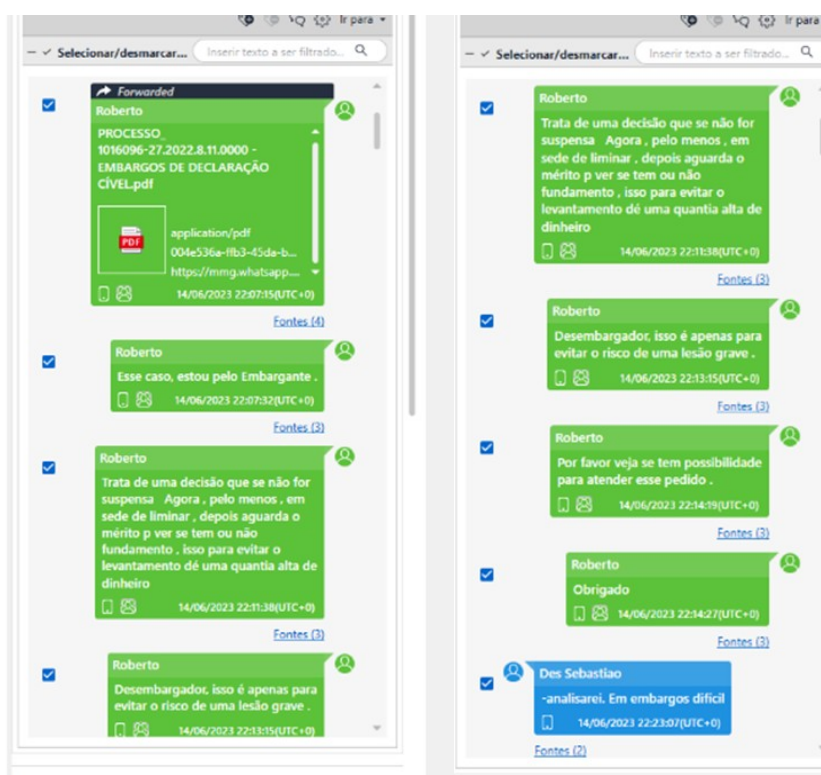 Ir para
Selecionar/desmarcar...
Inserir texto a ser filtrado...
Forwarded
Roberto
PROCESSO_
1016096-27.2022.8.11.0000 -
EMBARGOS DE DECLARAÇÃO
CÍVEL.pdf
PDF
application/pdf
004e536a-ffb3-45da-b...
https://mmg.whatsapp....
14/06/2023 22:07:15(UTC+0)
Fontes (4)
Roberto
Esse caso, estou pelo Embargante .
14/06/2023 22:07:32(UTC+0)
Fontes (3)
Roberto
Trata de uma decisão que se não for
suspensa Agora , pelo menos , em
sede de liminar , depois aguarda o
mérito p ver se tem ou não
fundamento , isso para evitar o
levantamento dé uma quantia alta de
dinheiro
14/06/2023 22:11:38(UTC+0)
Fontes (3)
Roberto
Desembargador, isso é apenas para
evitar o risco de uma lesão grave .
14/06/2023 22:13:15(UTC+0)
Ir para
Selecionar/desmarcar...
Inserir texto a ser filtrado...
Roberto
Trata de uma decisão que se não for
suspensa Agora , pelo menos , em
sede de liminar , depois aguarda o
mérito p ver se tem ou não
fundamento , isso para evitar o
levantamento dé uma quantia alta de
dinheiro
14/06/2023 22:11:38(UTC+0)
Fontes (3)
Roberto
Desembargador, isso é apenas para
evitar o risco de uma lesão grave .
14/06/2023 22:13:15(UTC+0)
Fontes (3)
Roberto
Por favor veja se tem possibilidade
para atender esse pedido .
14/06/2023 22:14:19(UTC+0)
Fontes (3)
Roberto
Obrigado
14/06/2023 22:14:27(UTC+0)
Fontes (3)
Des Sebastiao
-analisarei. Em embargos dificil
14/06/2023 22:23:07(UTC+0)
Fontes (2)